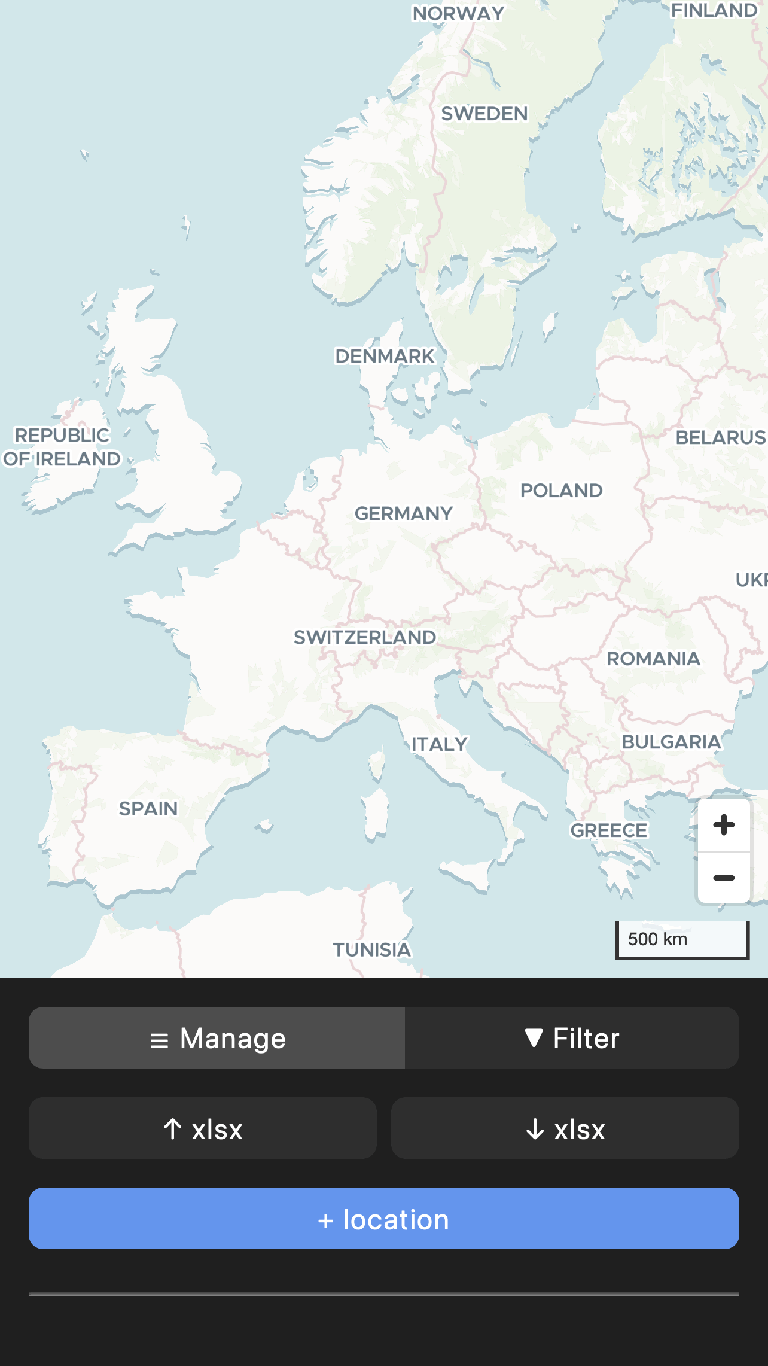 NORWAY
FINLAND
SWEDEN
DENMARK
REPUBLIC
OF IRELAND
BELARUS
POLAND
GERMANY
UKR
SWITZERLAND
ROMANIA
ITALY
BULGARIA
SPAIN
GREECE
+
−
500 km
TUNISIA
≡ Manage
▼ Filter
↑ xlsx
↓ xlsx
+ location